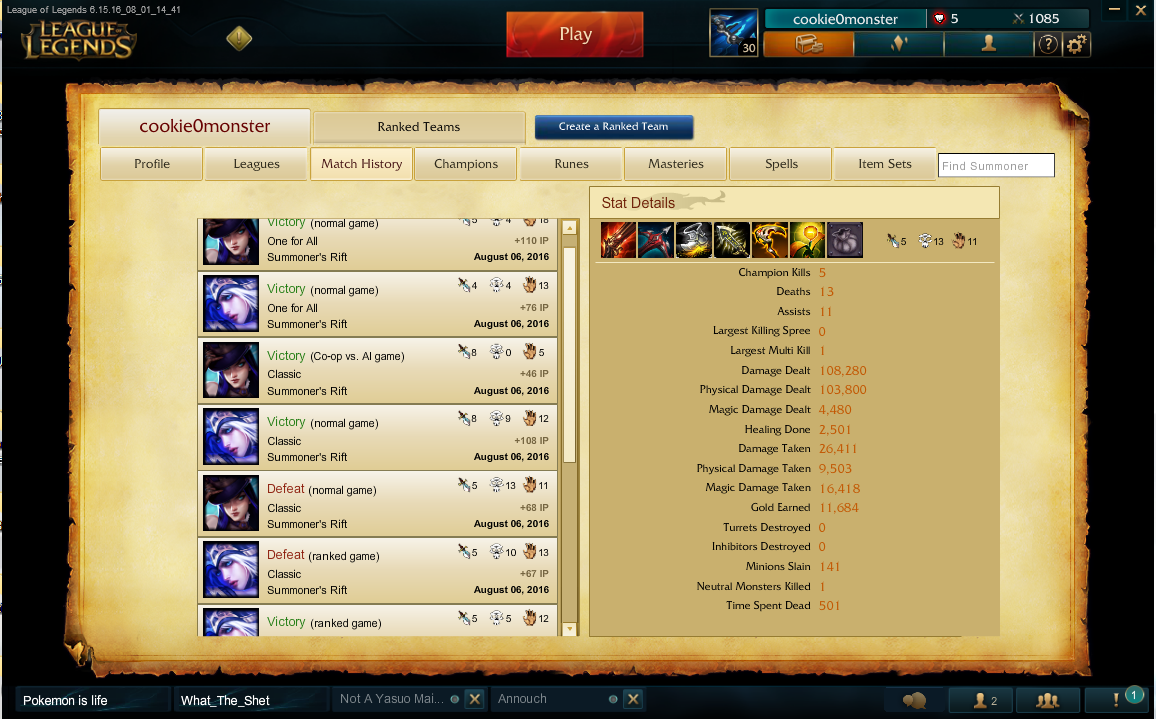 League of Legends 6.15.16_08_01_14_41
LEAGUE of LEGENDS
Play
30
cookie0monster
5
1085
?
cookie0monster
Ranked Teams
Create a Ranked Team
Profile
Leagues
Match History
Champions
Runes
Masteries
Spells
Item Sets
Find Summoner
Victory (normal game) 5 4 18
One for All +110 IP
Summoner's Rift August 06, 2016
Victory (normal game) 4 4 13
One for All +76 IP
Summoner's Rift August 06, 2016
Victory (Co-op vs. AI game) 8 0 5
Classic +46 IP
Summoner's Rift August 06, 2016
Victory (normal game) 8 9 12
Classic +108 IP
Summoner's Rift August 06, 2016
Defeat (normal game) 5 13 11
Classic +68 IP
Summoner's Rift August 06, 2016
Defeat (ranked game) 5 10 13
Classic +67 IP
Summoner's Rift August 06, 2016
Victory (ranked game) 5 5 12
Stat Details
5 13 11
Champion Kills 5
Deaths 13
Assists 11
Largest Killing Spree 0
Largest Multi Kill 1
Damage Dealt 108,280
Physical Damage Dealt 103,800
Magic Damage Dealt 4,480
Healing Done 2,501
Damage Taken 26,411
Physical Damage Taken 9,503
Magic Damage Taken 16,418
Gold Earned 11,684
Turrets Destroyed 0
Inhibitors Destroyed 0
Minions Slain 141
Neutral Monsters Killed 1
Time Spent Dead 501
Pokemon is life
What_The_Shet
Not A Yasuo Mai...
Annouch
2
!
1